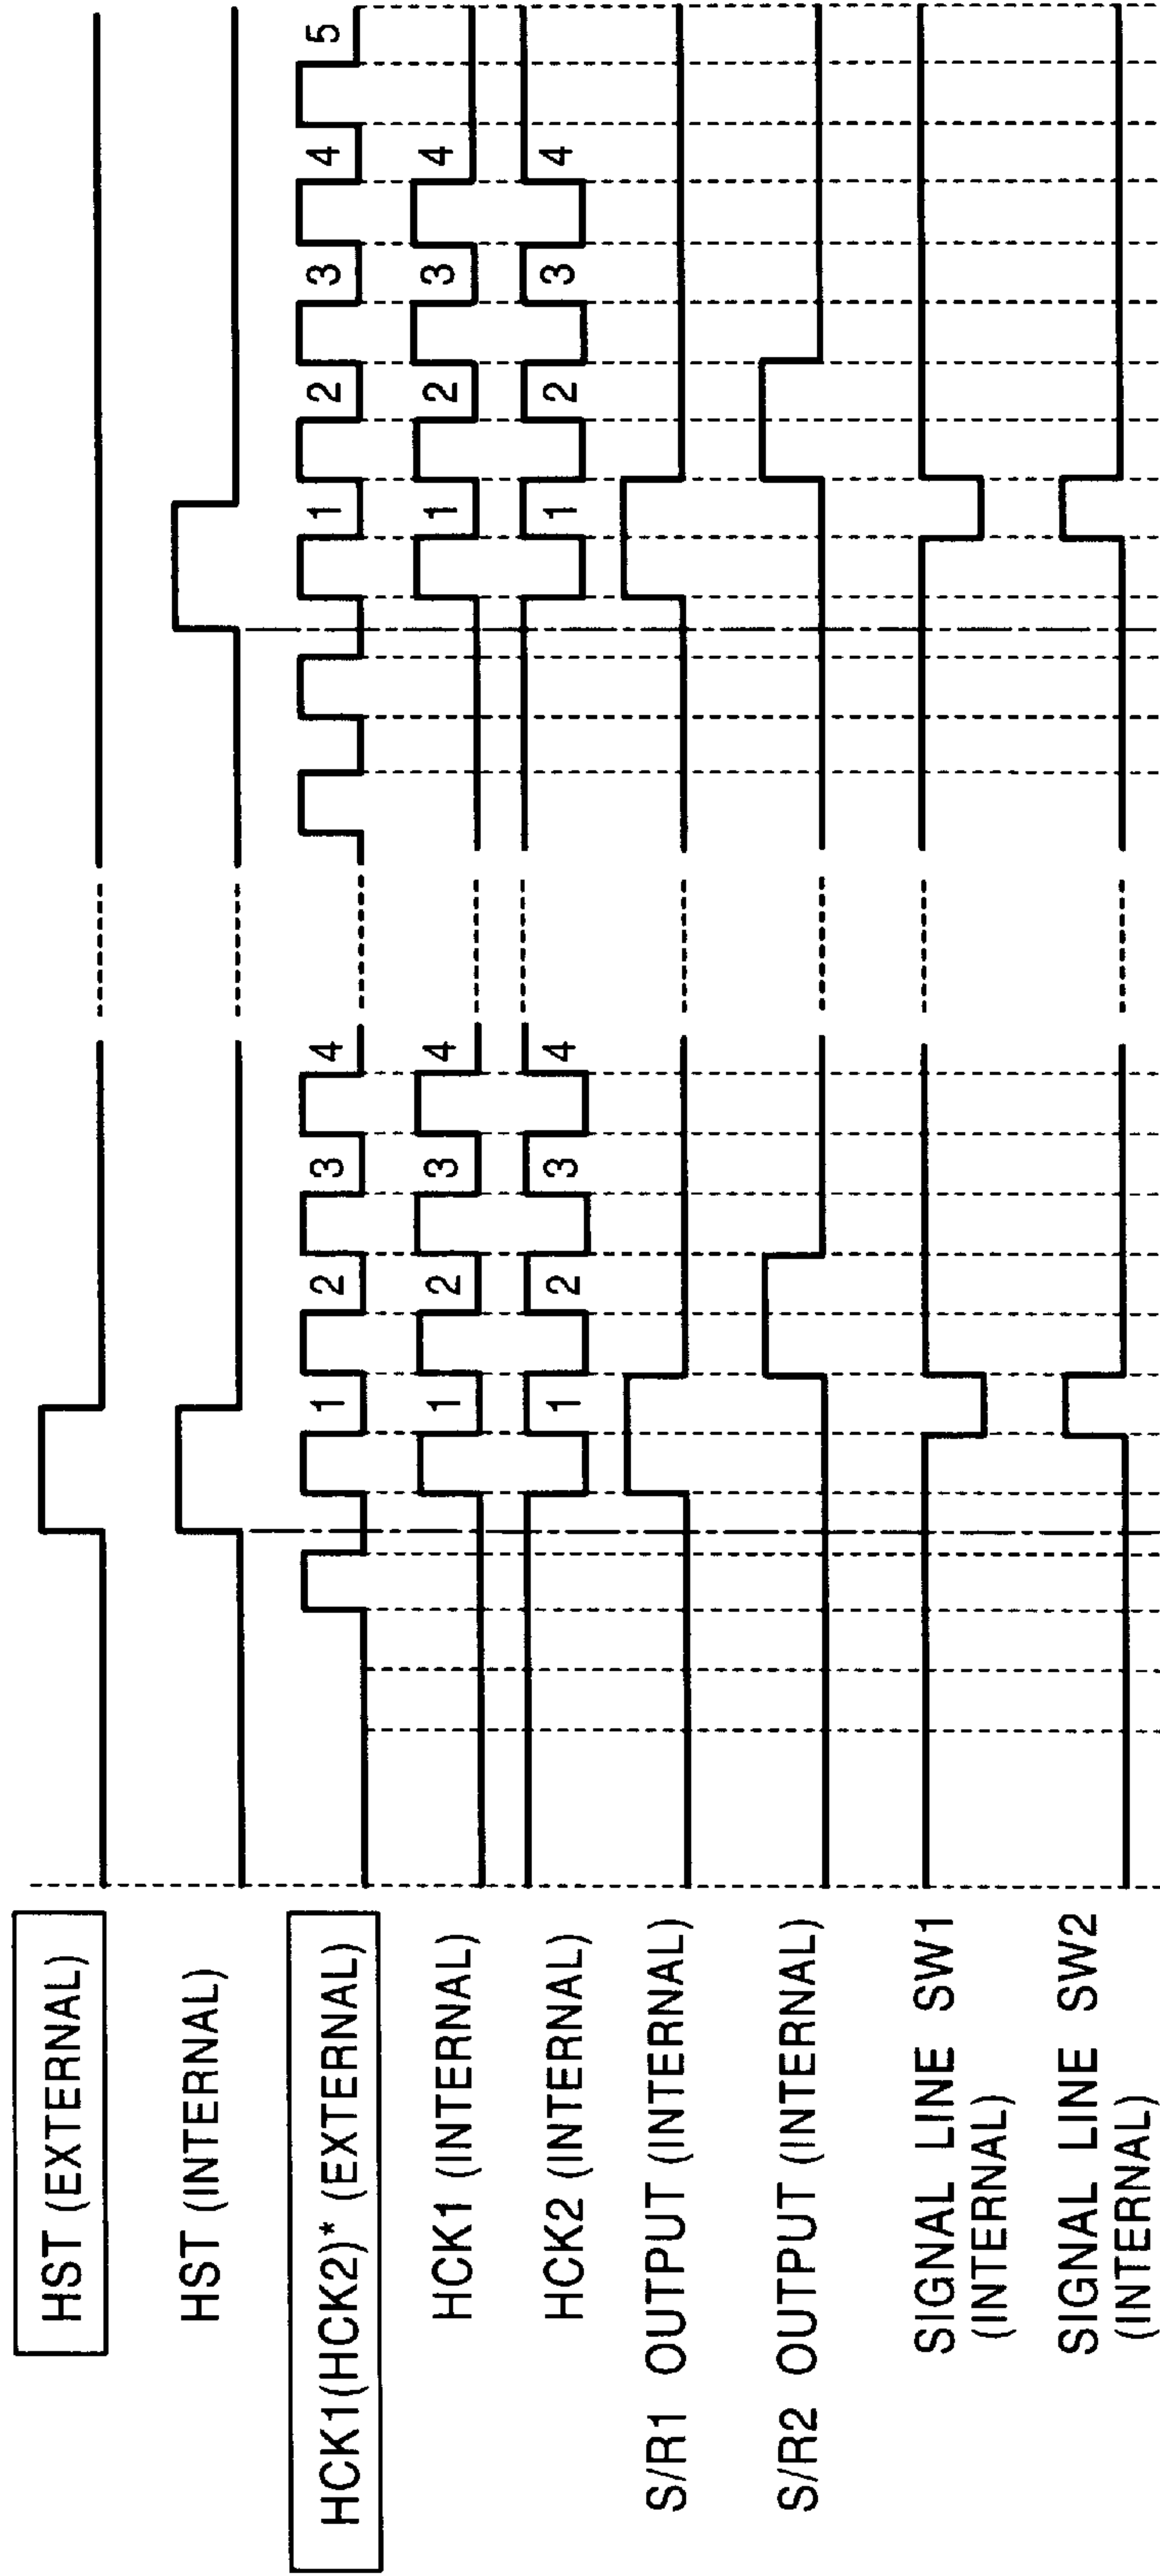 HST (EXTERNAL)
HST (INTERNAL)
HCK1(HCK2)* (EXTERNAL)
1 2 3 4 1 2 3 4 5
HCK1 (INTERNAL)
1 2 3 4 1 2 3 4
HCK2 (INTERNAL)
1 2 3 4 1 2 3 4
S/R1 OUTPUT (INTERNAL)
S/R2 OUTPUT (INTERNAL)
SIGNAL LINE SW1
(INTERNAL)
SIGNAL LINE SW2
(INTERNAL)